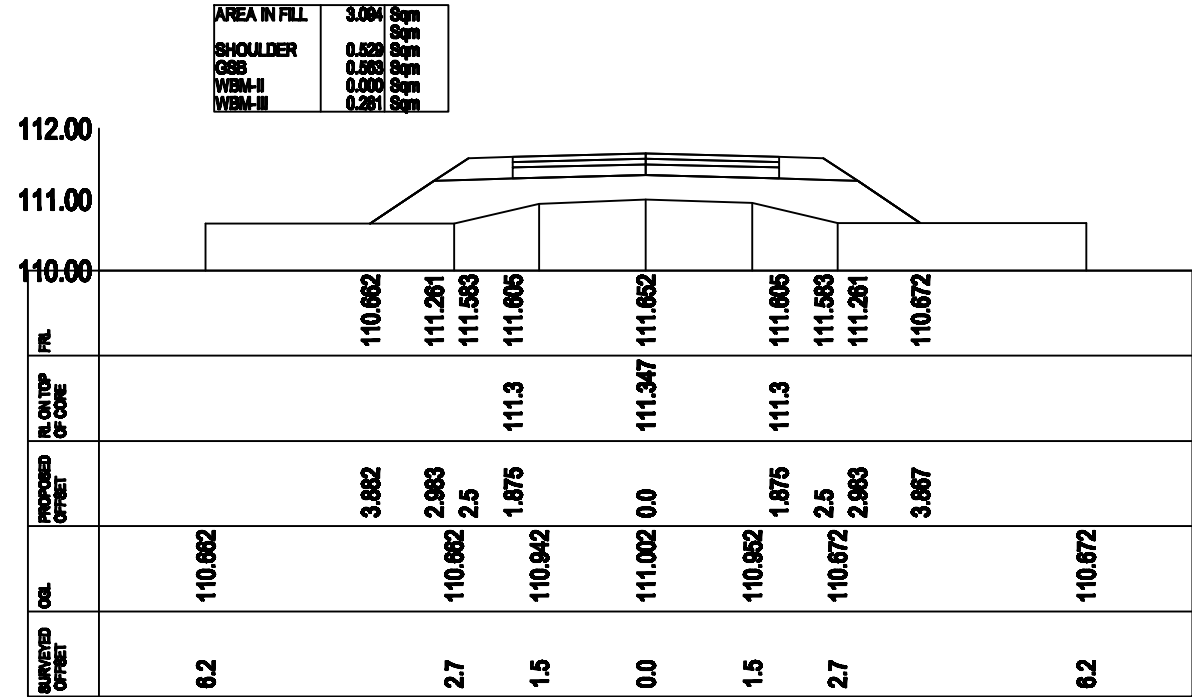 AREA IN FILL 3.094 Sqm
Sqm
SHOULDER 0.529 Sqm
GSB 0.563 Sqm
WBM-II 0.000 Sqm
WBM-III 0.281 Sqm
112.00
111.00
110.00
FRL 110.662 111.261 111.583 111.605 111.652 111.605 111.583 111.261 110.672
RL ON TOP
OF CORE 111.3 111.347 111.3
PROPOSED
OFFSET 3.882 2.983 2.5 1.875 0.0 1.875 2.5 2.983 3.867
OGL 110.662 110.662 110.942 111.002 110.952 110.672 110.672
SURVEYED
OFFSET 6.2 2.7 1.5 0.0 1.5 2.7 6.2